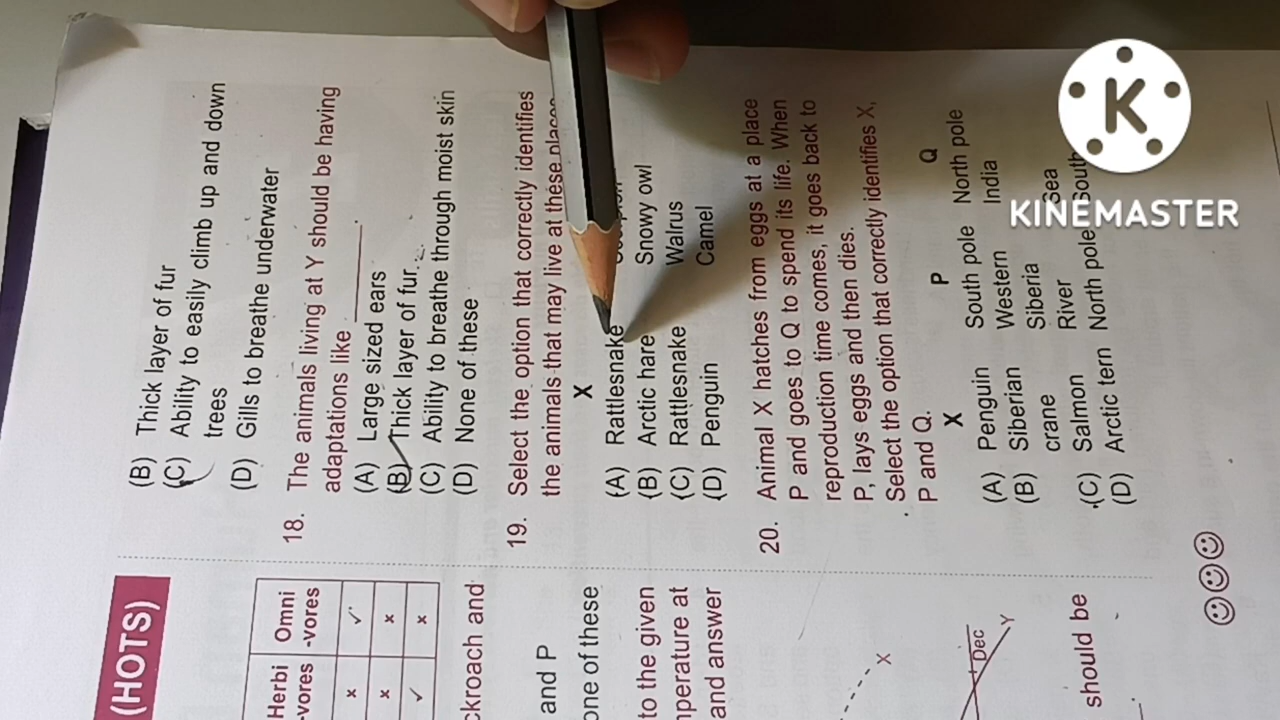 (HOTS)
Herbi Omni
-vores -vores
x ✓
x x
✓ x
ckroach and
and P
one of these
to the given
nperature at
and answer
X
Dec
Y
should be
(B) Thick layer of fur
(C) Ability to easily climb up and down
trees
(D) Gills to breathe underwater
18. The animals living at Y should be having
adaptations like ________.
(A) Large sized ears
(B) Thick layer of fur
(C) Ability to breathe through moist skin
(D) None of these
19. Select the option that correctly identifies
the animals that may live at these places
X
(A) Rattlesnake
(B) Arctic hare Snowy owl
(C) Rattlesnake Walrus
(D) Penguin Camel
20. Animal X hatches from eggs at a place
P and goes to Q to spend its life. When
reproduction time comes, it goes back to
P, lays eggs and then dies.
Select the option that correctly identifies X,
P and Q.
X P Q
(A) Penguin South pole North pole
(B) Siberian Western India
crane Siberia
(C) Salmon River Sea
(D) Arctic tern North pole South
KINEMASTER